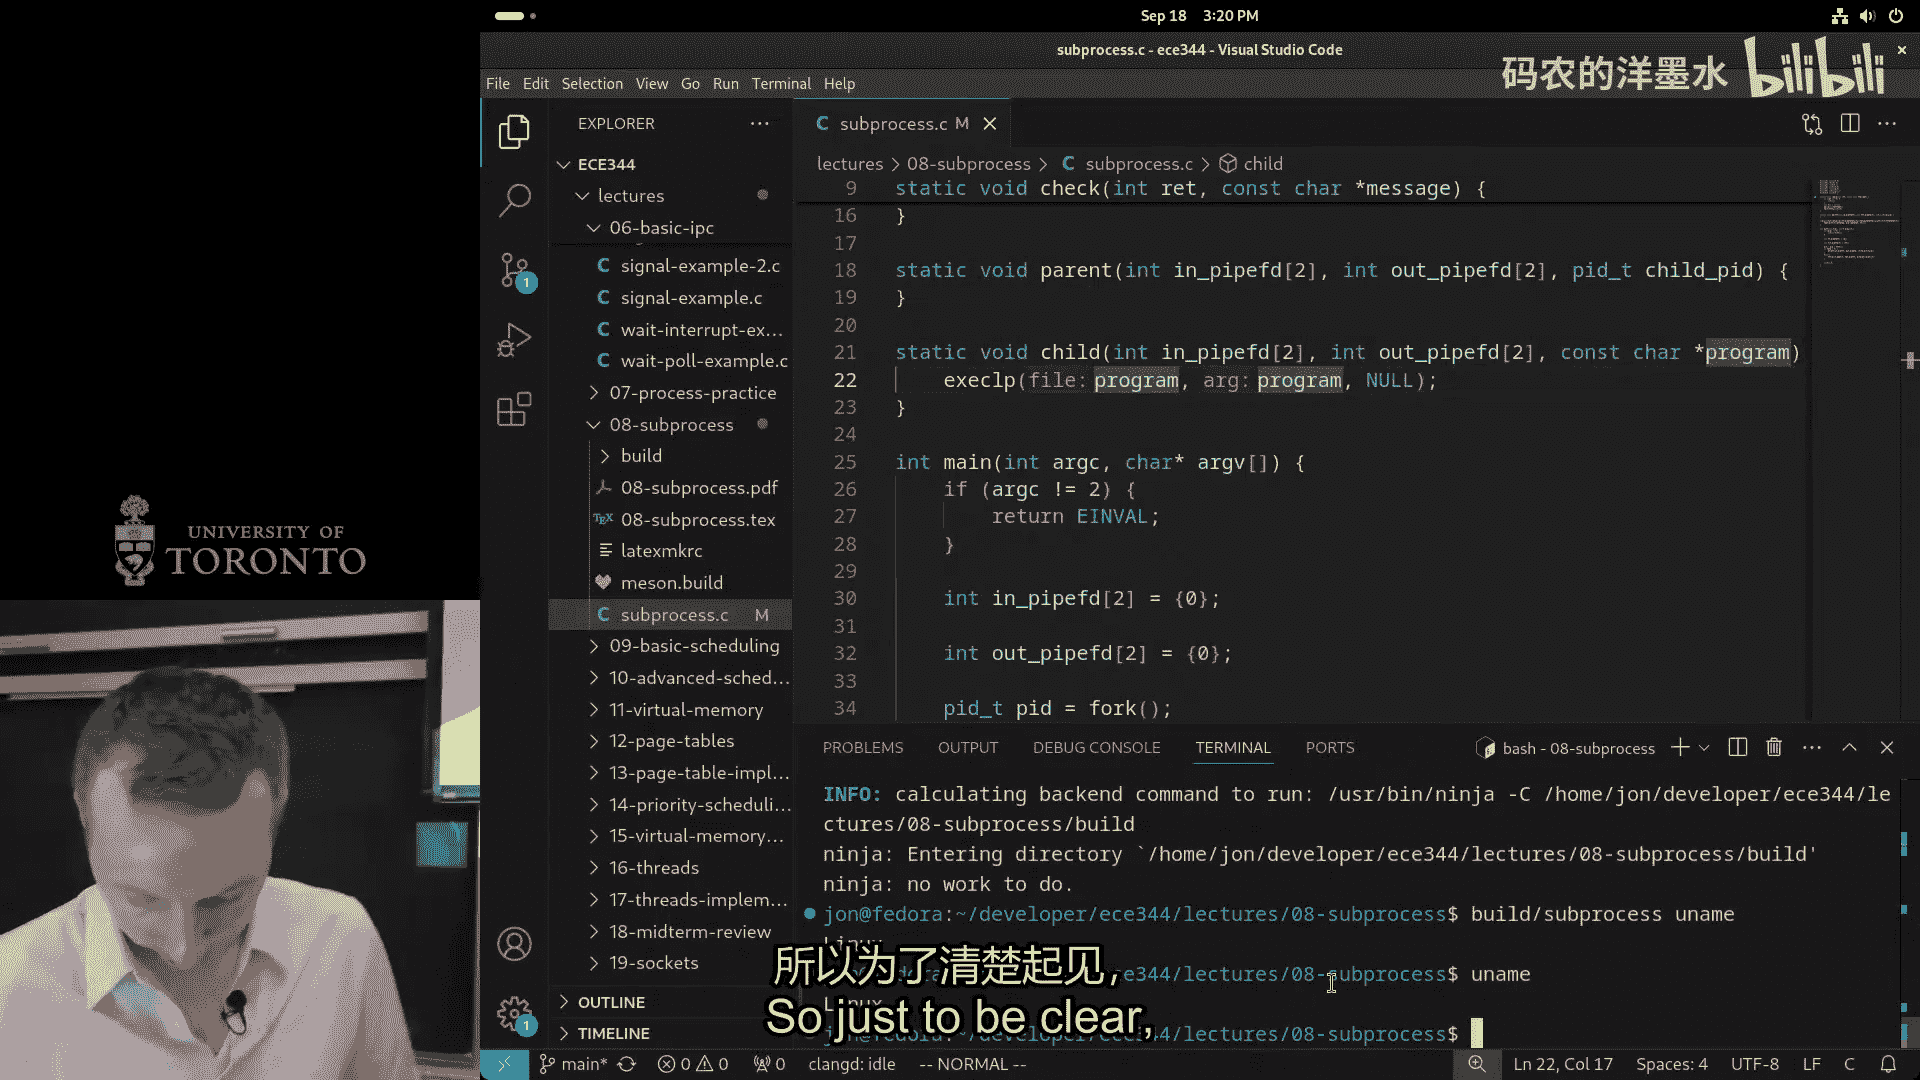 Sep 18 3:20 PM
subprocess.c - ece344 - Visual Studio Code
码农的洋墨水 bilibili
File Edit Selection View Go Run Terminal Help
EXPLORER
ECE344
lectures
06-basic-ipc
signal-example-2.c
signal-example.c
wait-interrupt-ex...
wait-poll-example.c
07-process-practice
08-subprocess
build
08-subprocess.pdf
TEX 08-subprocess.tex
latexmkrc
meson.build
C subprocess.c M
09-basic-scheduling
10-advanced-sched...
11-virtual-memory
12-page-tables
13-page-table-impl...
14-priority-scheduli...
15-virtual-memory...
16-threads
17-threads-implem...
18-midterm-review
19-sockets
OUTLINE
TIMELINE
C subprocess.c M
lectures > 08-subprocess > C subprocess.c > child
9 static void check(int ret, const char *message) {
16 }
17
18 static void parent(int in_pipefd[2], int out_pipefd[2], pid_t child_pid) {
19 }
20
21 static void child(int in_pipefd[2], int out_pipefd[2], const char *program)
22 execlp(file: program, arg: program, NULL);
23 }
24
25 int main(int argc, char* argv[]) {
26 if (argc != 2) {
27 return EINVAL;
28 }
29
30 int in_pipefd[2] = {0};
31
32 int out_pipefd[2] = {0};
33
34 pid_t pid = fork();
PROBLEMS OUTPUT DEBUG CONSOLE TERMINAL PORTS
bash - 08-subprocess
INFO: calculating backend command to run: /usr/bin/ninja -C /home/jon/developer/ece344/le
ctures/08-subprocess/build
ninja: Entering directory `/home/jon/developer/ece344/lectures/08-subprocess/build'
ninja: no work to do.
jon@fedora:~/developer/ece344/lectures/08-subprocess$ build/subprocess uname
Linux
ece344/lectures/08-subprocess$ uname
Linux
jon@fedora:~/developer/ece344/lectures/08-subprocess$
所以为了清楚起见,
So just to be clear,
main* 0 0 0 clangd: idle -- NORMAL -- Ln 22, Col 17 Spaces: 4 UTF-8 LF C
UNIVERSITY OF
TORONTO
1
1